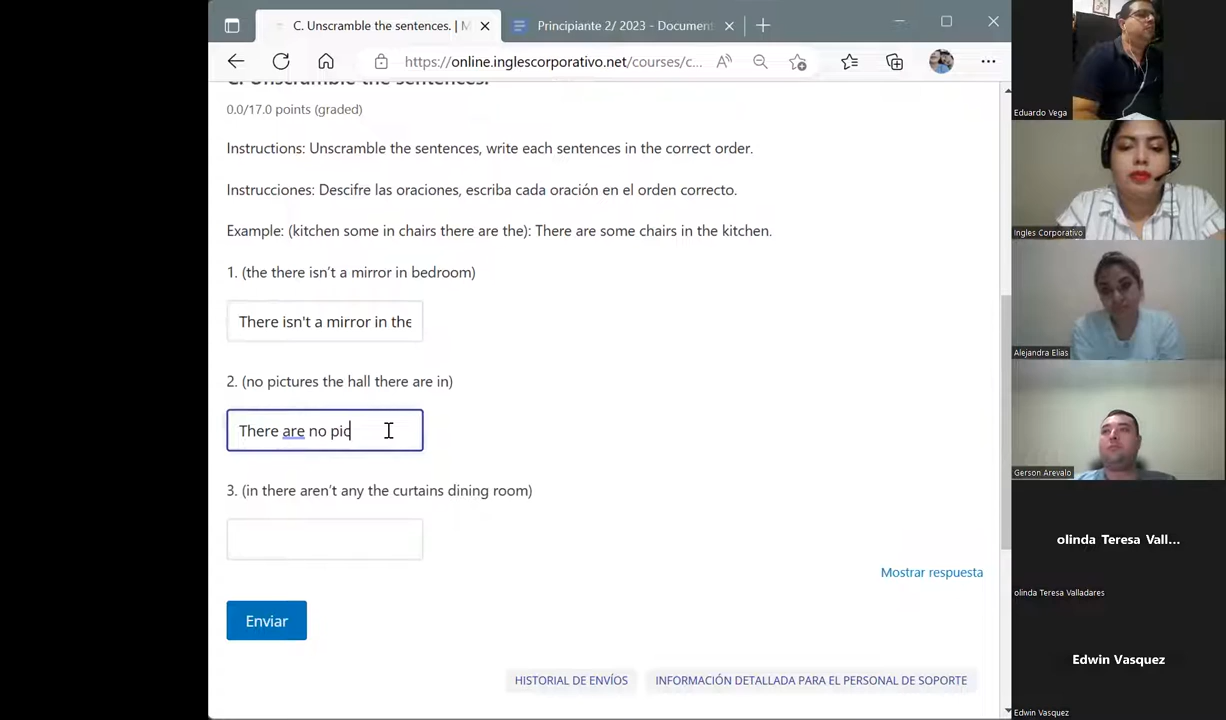 C. Unscramble the sentences. | M
Principiante 2/ 2023 - Document
https://online.inglescorporativo.net/courses/c...
C. Unscramble the sentences.
0.0/17.0 points (graded)
Instructions: Unscramble the sentences, write each sentences in the correct order.
Instrucciones: Descifre las oraciones, escriba cada oración en el orden correcto.
Example: (kitchen some in chairs there are the): There are some chairs in the kitchen.
1. (the there isn't a mirror in bedroom)
There isn't a mirror in the
2. (no pictures the hall there are in)
There are no pic
3. (in there aren't any the curtains dining room)
Mostrar respuesta
Enviar
HISTORIAL DE ENVÍOS
INFORMACIÓN DETALLADA PARA EL PERSONAL DE SOPORTE
Eduardo Vega
Ingles Corporativo
Alejandra Elias
Gerson Arevalo
olinda Teresa Vall...
olinda Teresa Valladares
Edwin Vasquez
Edwin Vasquez